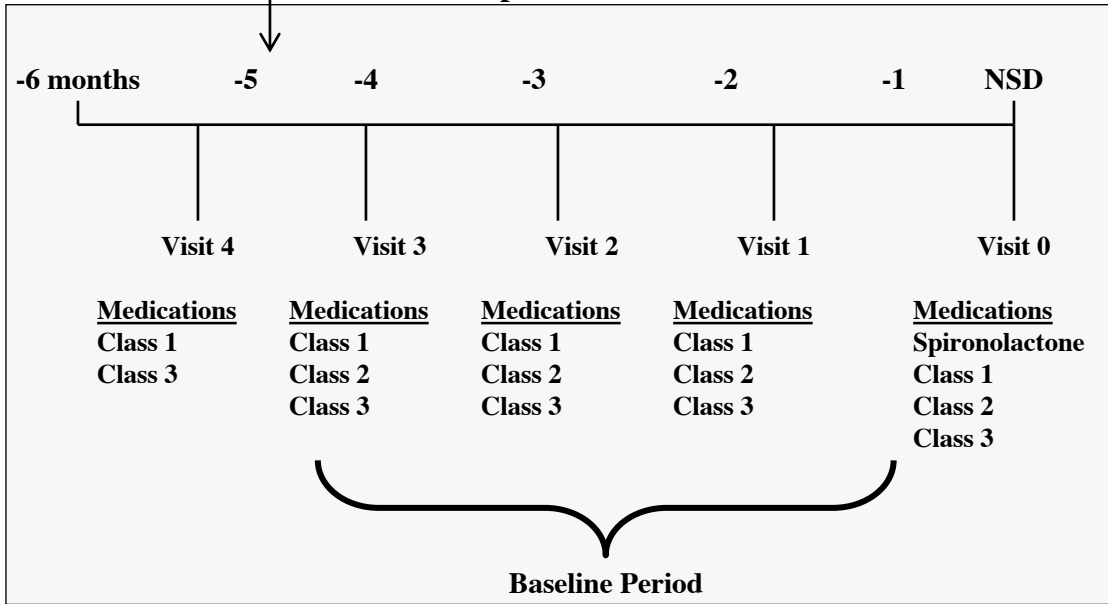 -6 months -5 -4 -3 -2 -1 NSD
Visit 4 Visit 3 Visit 2 Visit 1 Visit 0
Medications Medications Medications Medications Medications
Class 1 Class 1 Class 1 Class 1 Spironolactone
Class 3 Class 2 Class 2 Class 2 Class 1
Class 3 Class 3 Class 3 Class 2
Class 3
Baseline Period